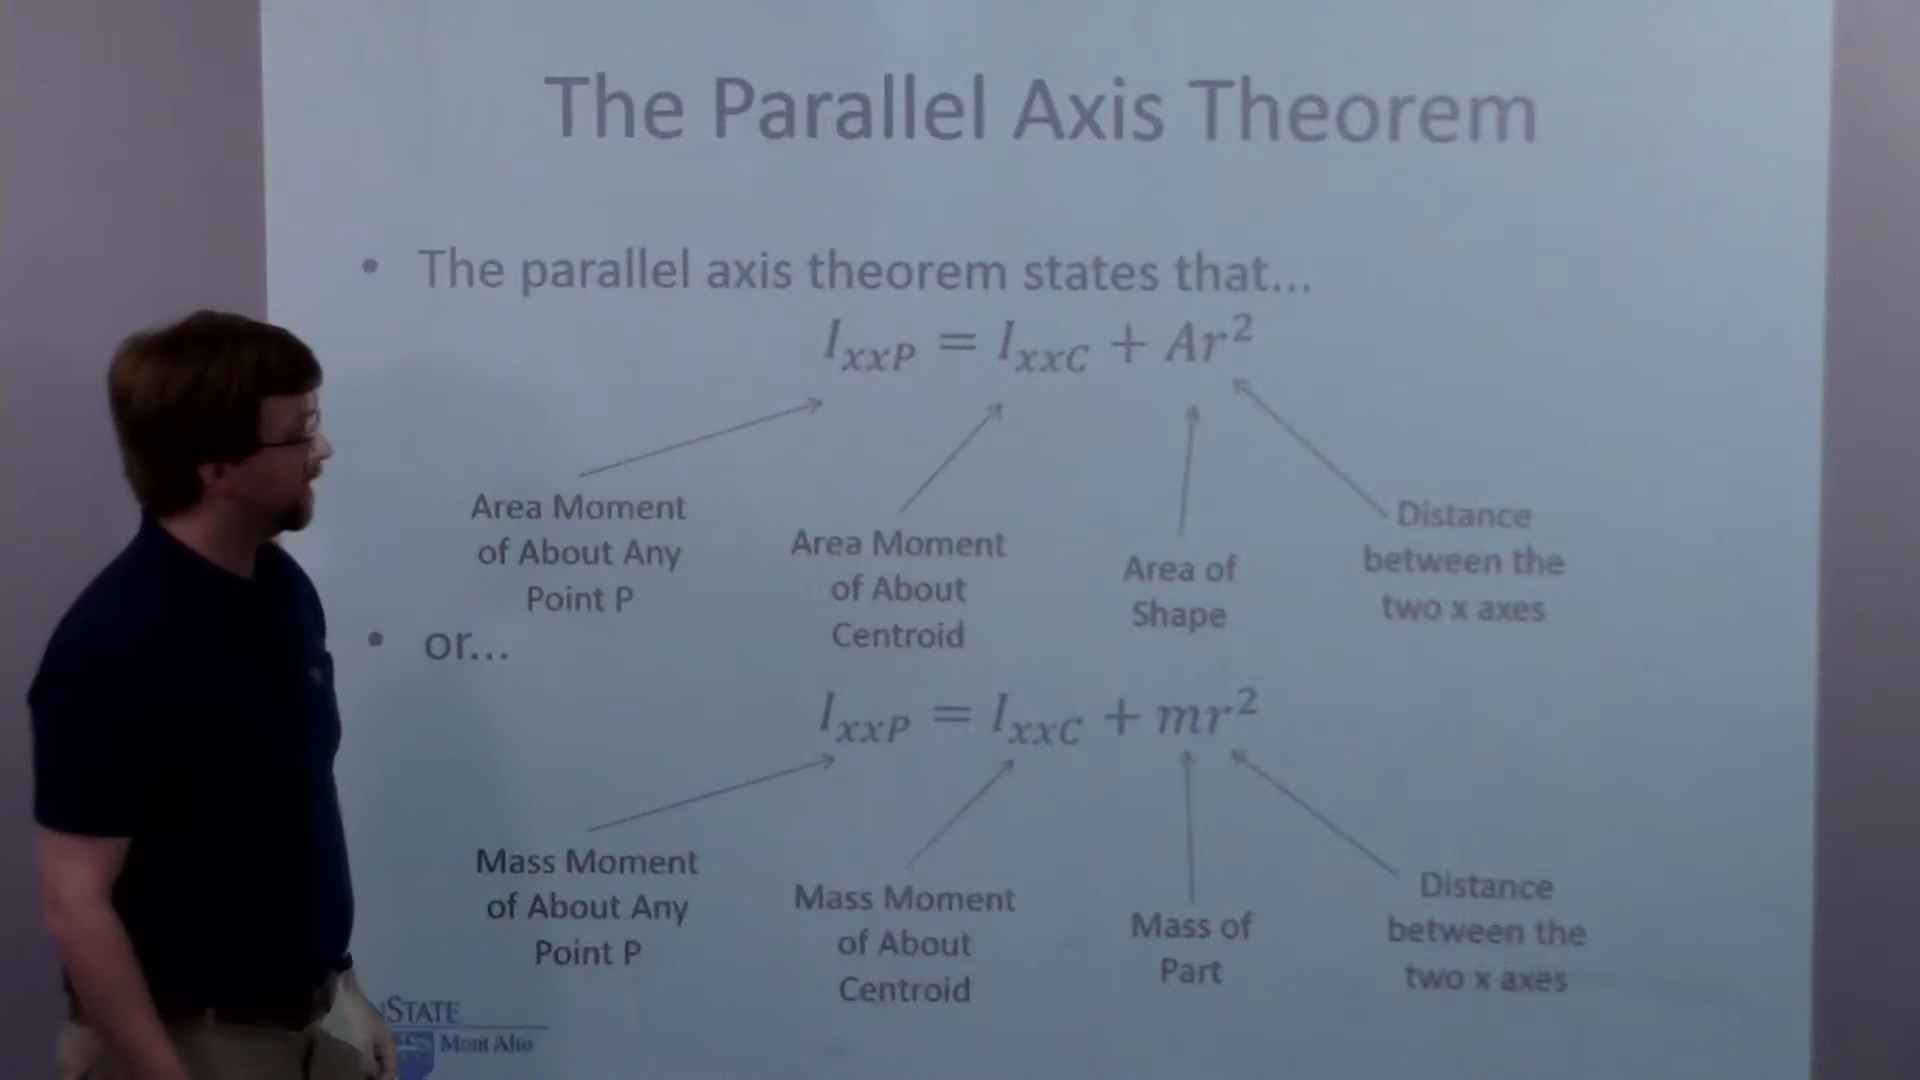 The Parallel Axis Theorem
• The parallel axis theorem states that...
I_xxP = I_xxC + Ar²
Area Moment
of About Any
Point P
Area Moment
of About
Centroid
Area of
Shape
Distance
between the
two x axes
• or...
I_xxP = I_xxC + mr²
Mass Moment
of About Any
Point P
Mass Moment
of About
Centroid
Mass of
Part
Distance
between the
two x axes
NSTATE
Mont Alto